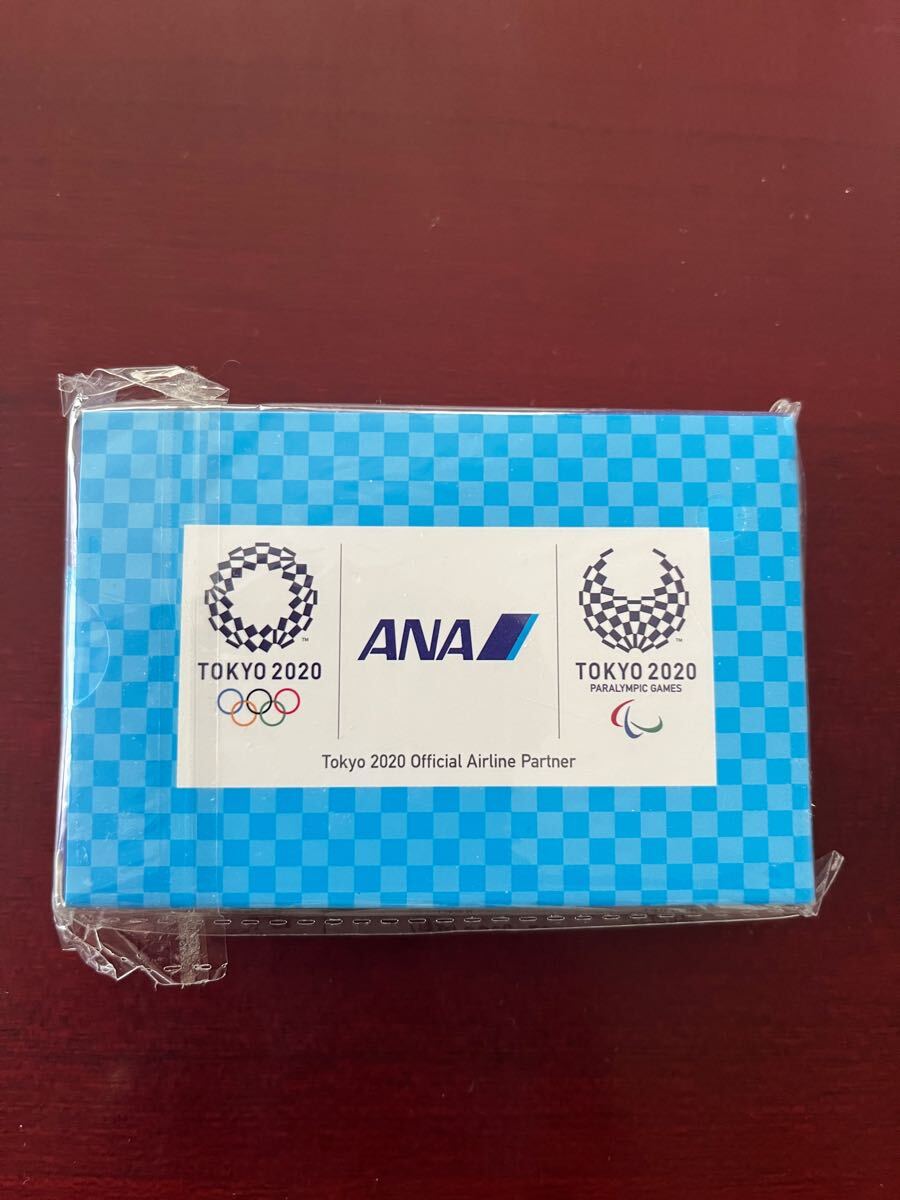 TOKYO 2020
ANA
TOKYO 2020
PARALYMPIC GAMES
Tokyo 2020 Official Airline Partner